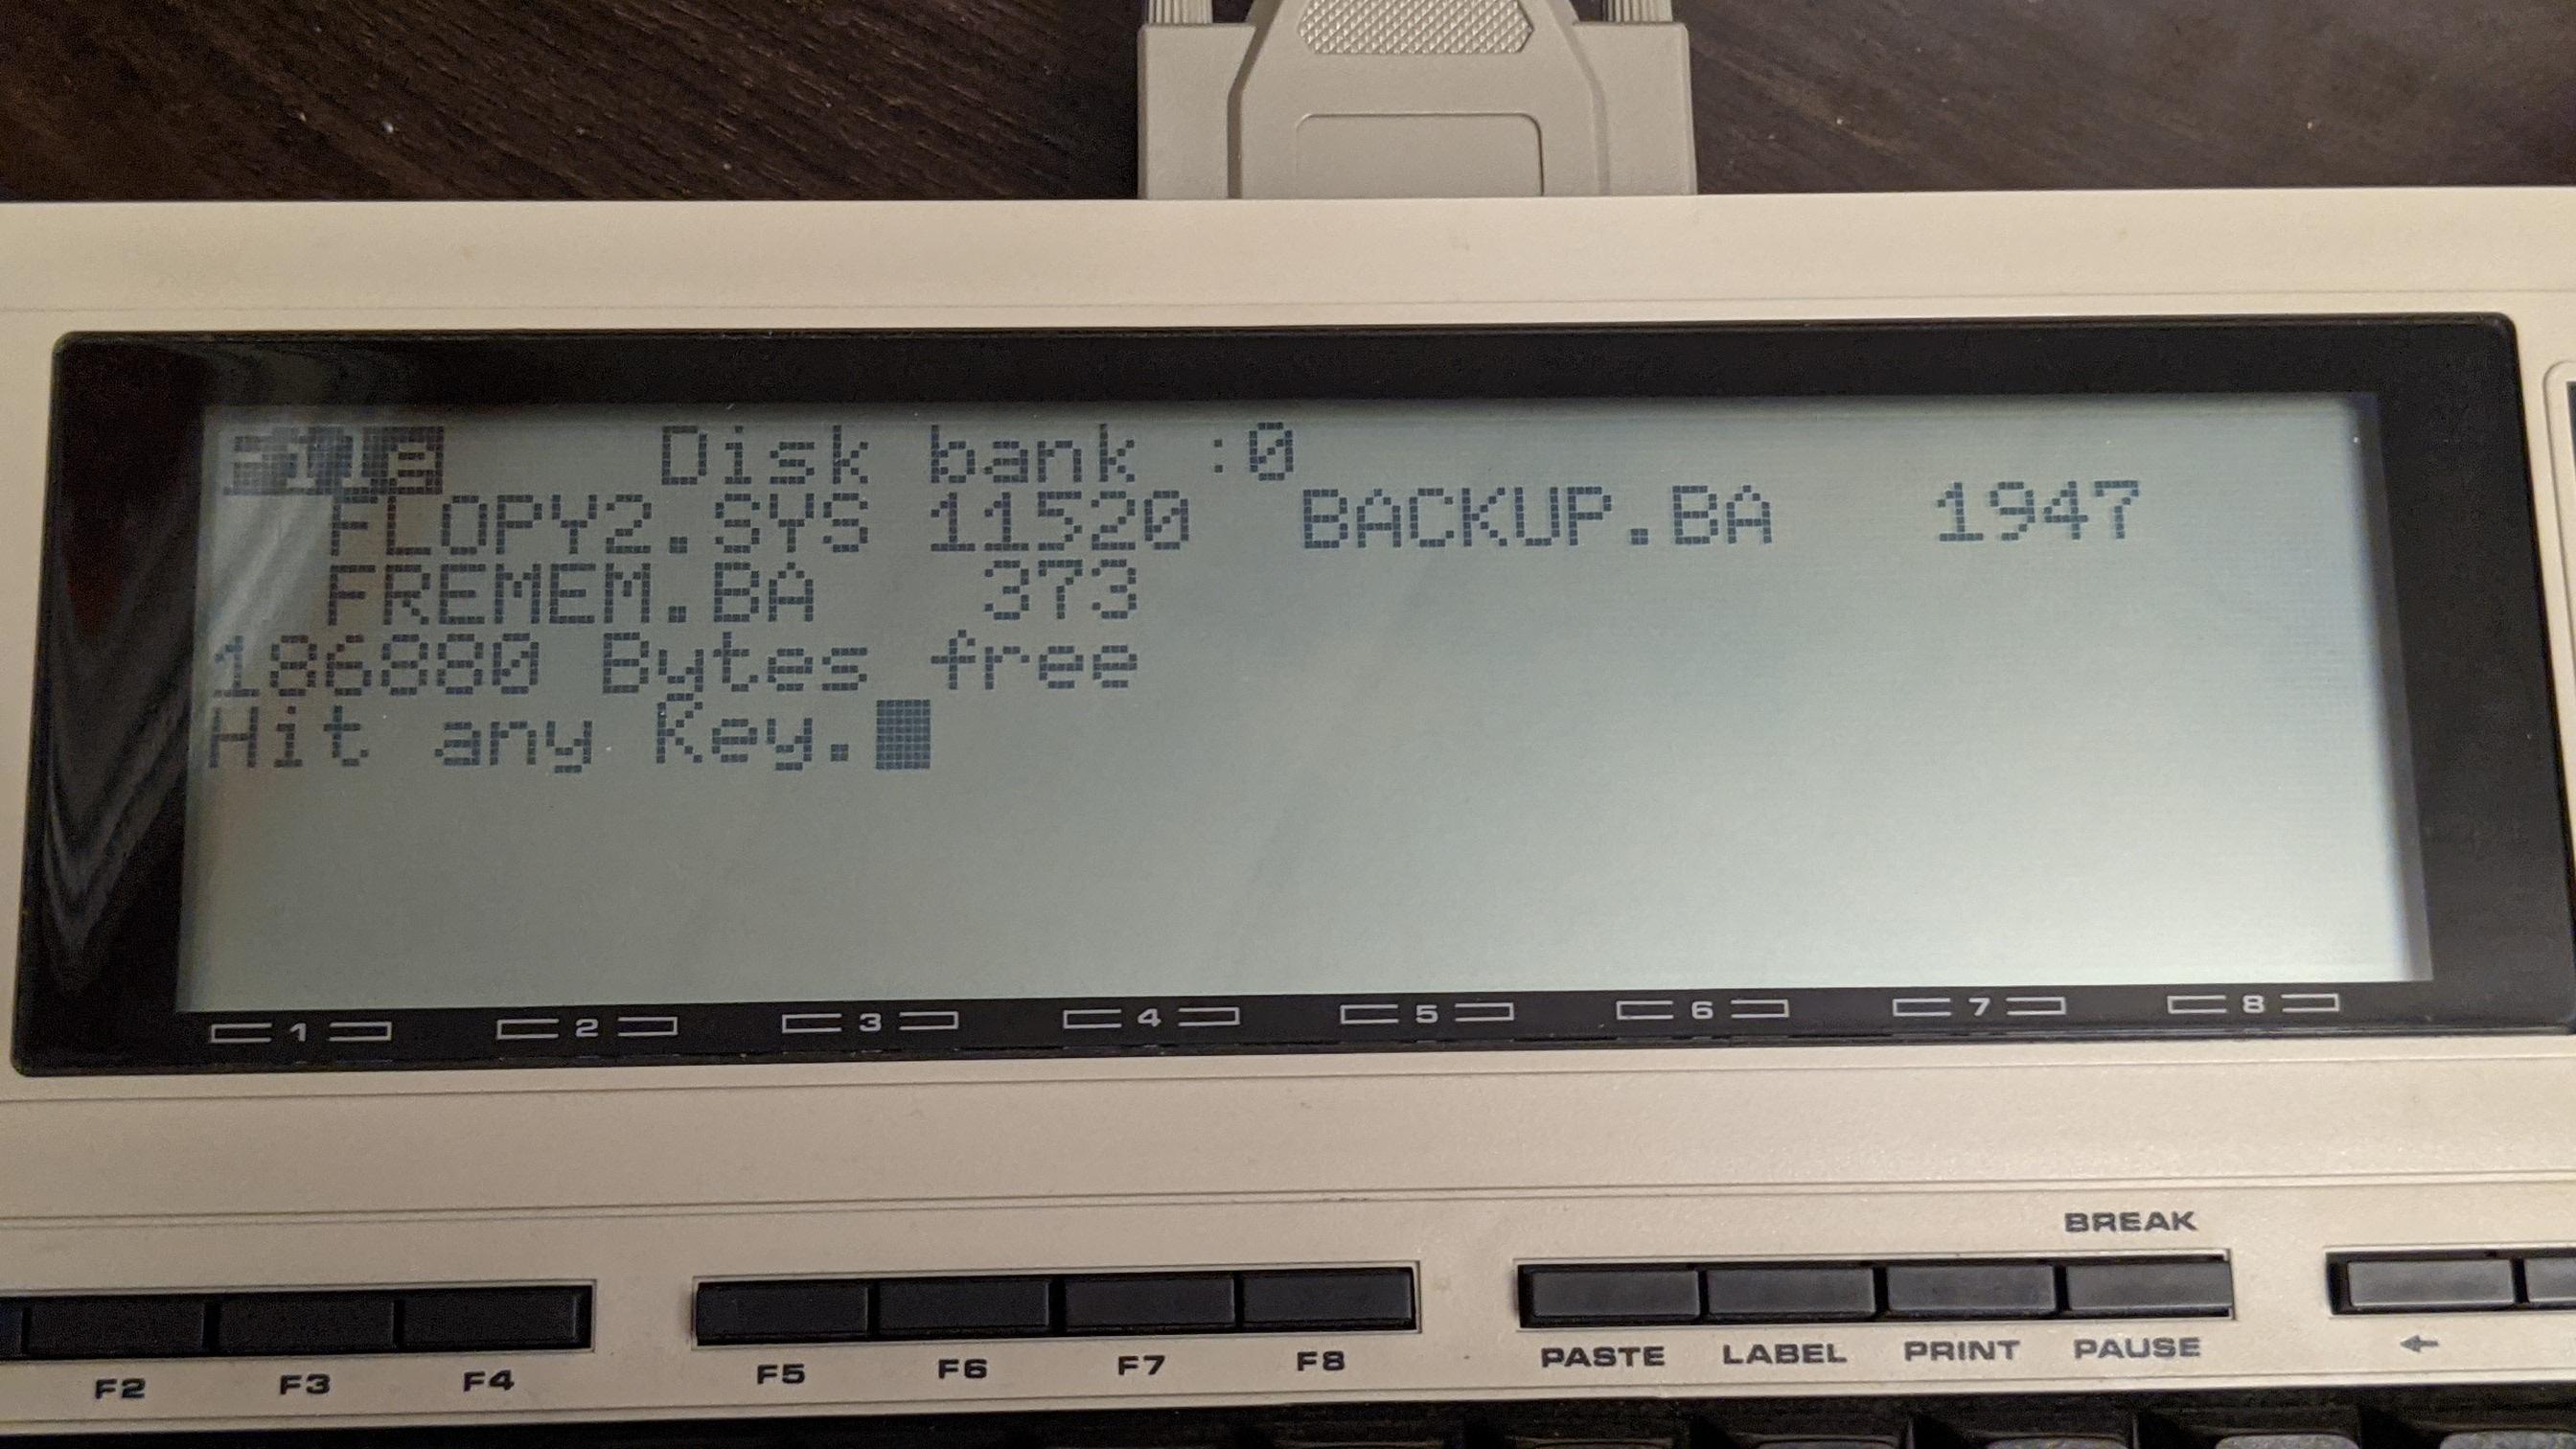 File Disk bank :0
FLOPY2.SYS 11520 BACKUP.BA 1947
FREMEM.BA 373
186880 Bytes free
Hit any Key.
1 2 3 4 5 6 7 8
BREAK
F2 F3 F4 F5 F6 F7 F8 PASTE LABEL PRINT PAUSE ←